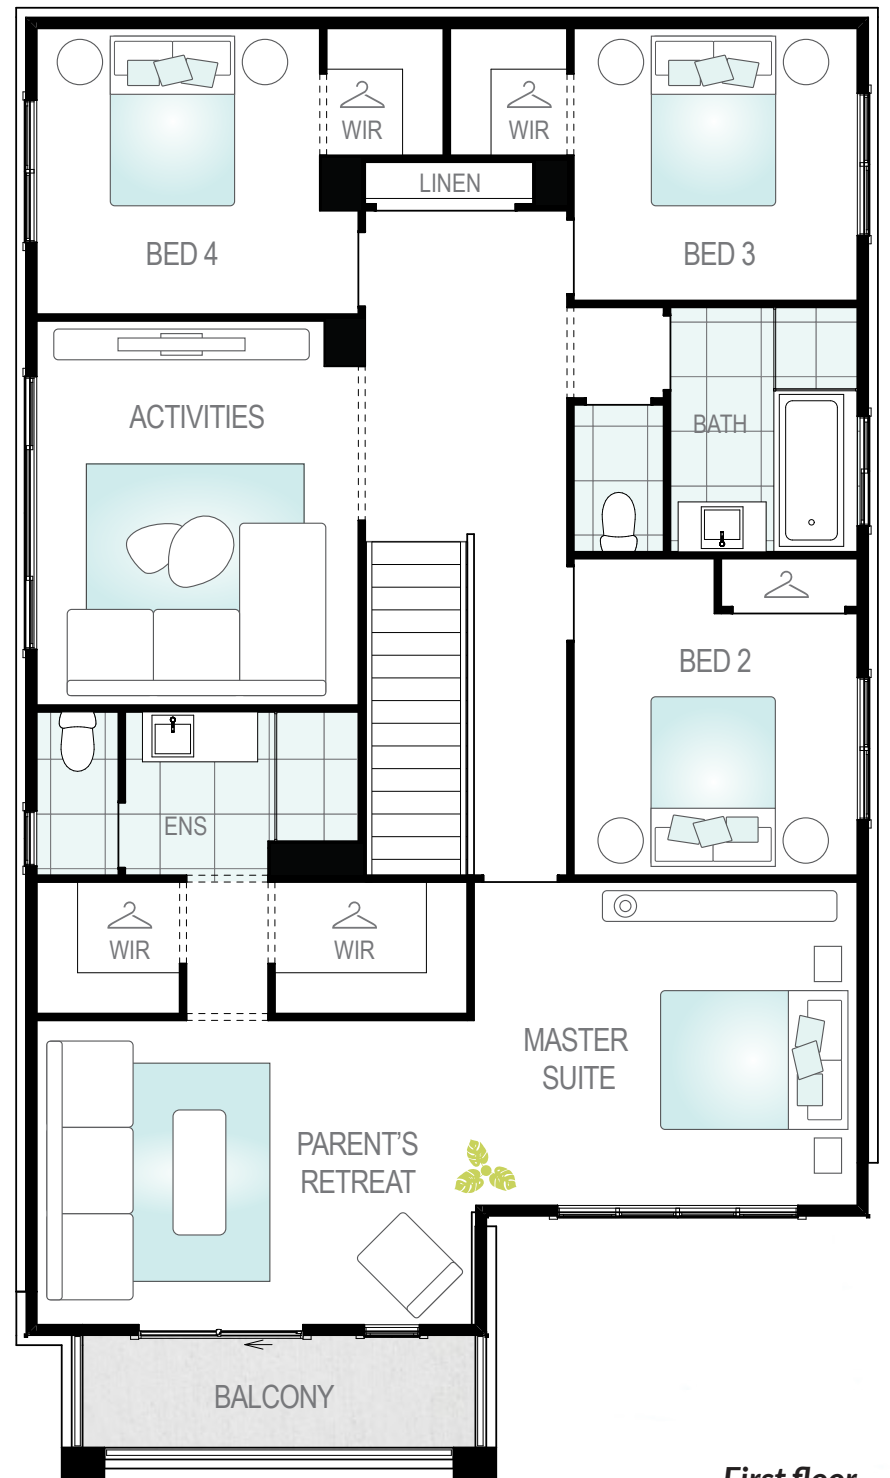 WIR
WIR
LINEN
BED 4
BED 3
ACTIVITIES
BATH
BED 2
ENS
WIR
WIR
MASTER
SUITE
PARENT'S
RETREAT
BALCONY
First floor